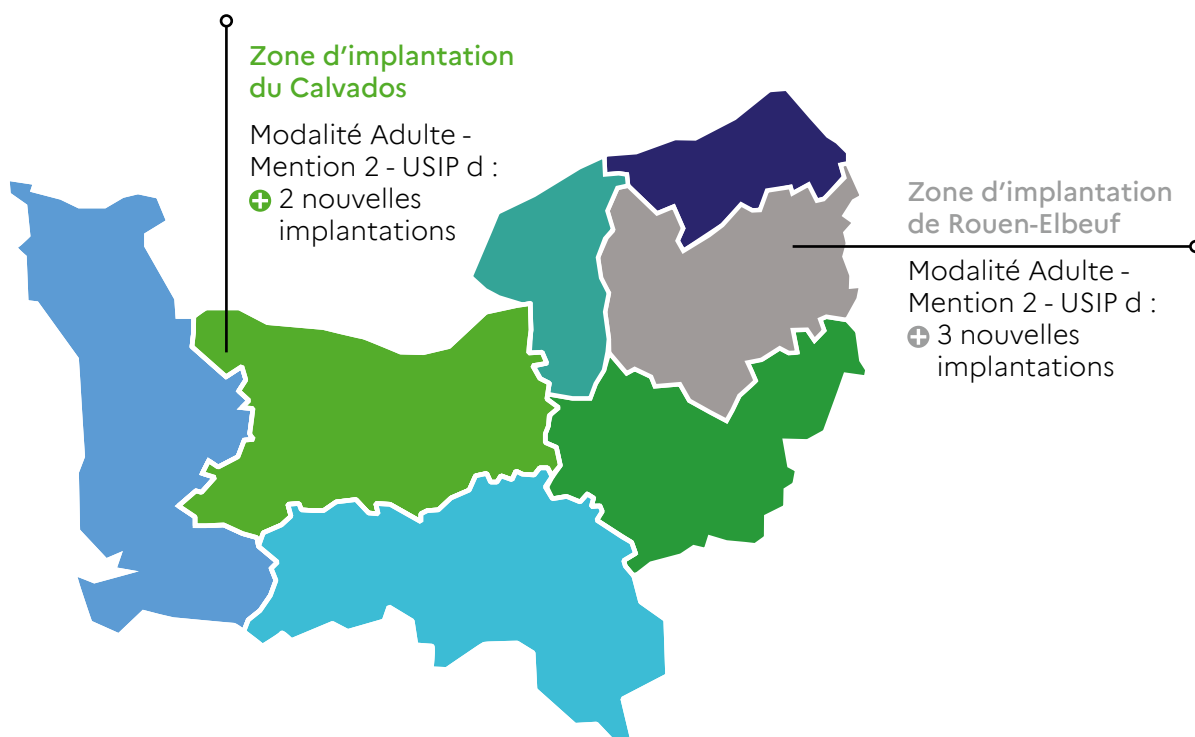 Zone d’implantation
du Calvados
Modalité Adulte -
Mention 2 - USIP d :
+ 2 nouvelles
implantations
Zone d’implantation
de Rouen-Elbeuf
Modalité Adulte -
Mention 2 - USIP d :
+ 3 nouvelles
implantations